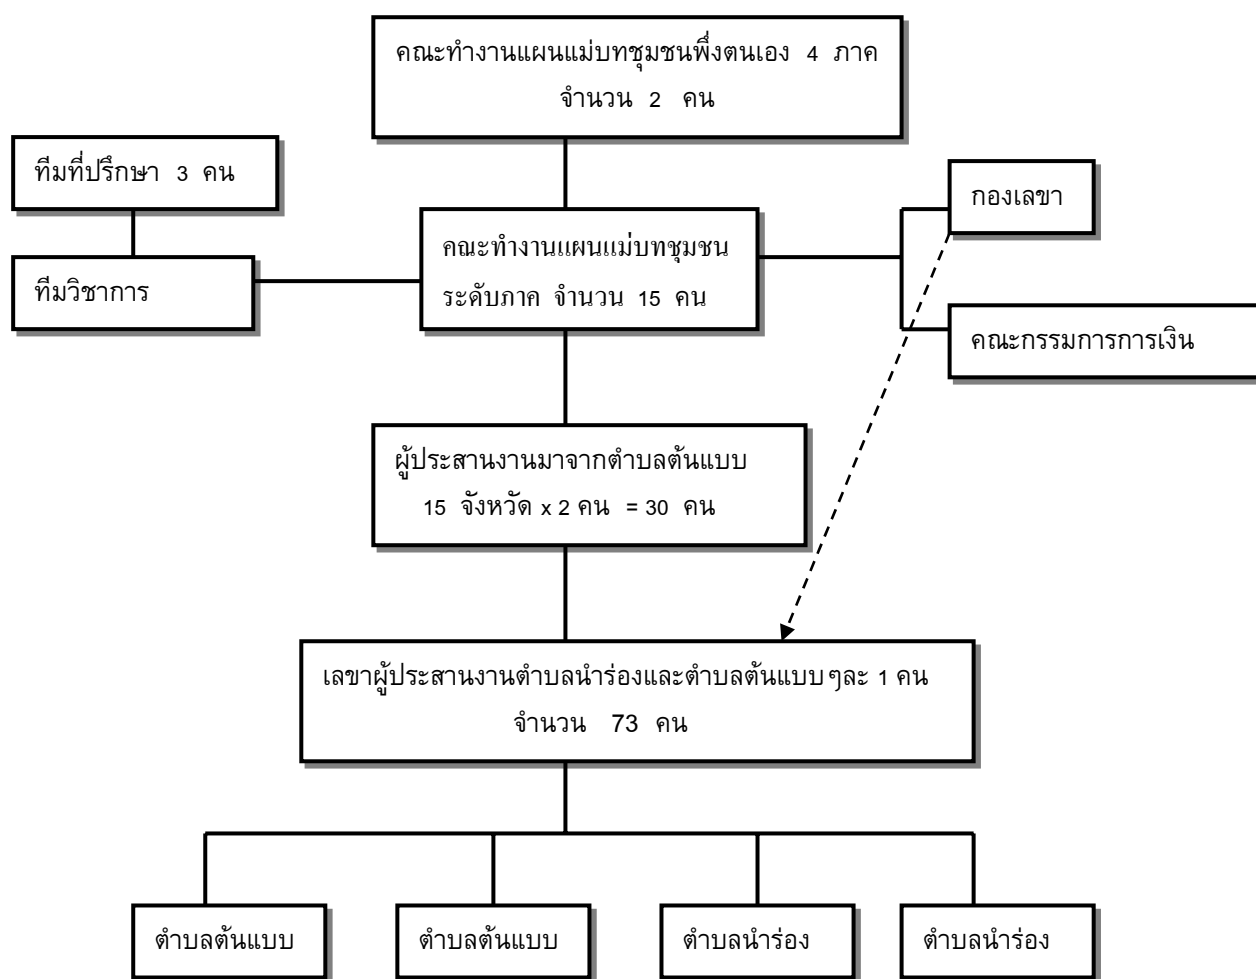 คณะทำงานแผนแม่บทชุมชนพึ่งตนเอง 4 ภาค
จำนวน 2 คน
ทีมที่ปรึกษา 3 คน
กองเลขา
คณะทำงานแผนแม่บทชุมชน
ระดับภาค จำนวน 15 คน
ทีมวิชาการ
คณะกรรมการการเงิน
ผู้ประสานงานมาจากตำบลต้นแบบ
15 จังหวัด x 2 คน = 30 คน
เลขาผู้ประสานงานตำบลนำร่องและตำบลต้นแบบๆละ 1 คน
จำนวน 73 คน
ตำบลต้นแบบ
ตำบลต้นแบบ
ตำบลนำร่อง
ตำบลนำร่อง